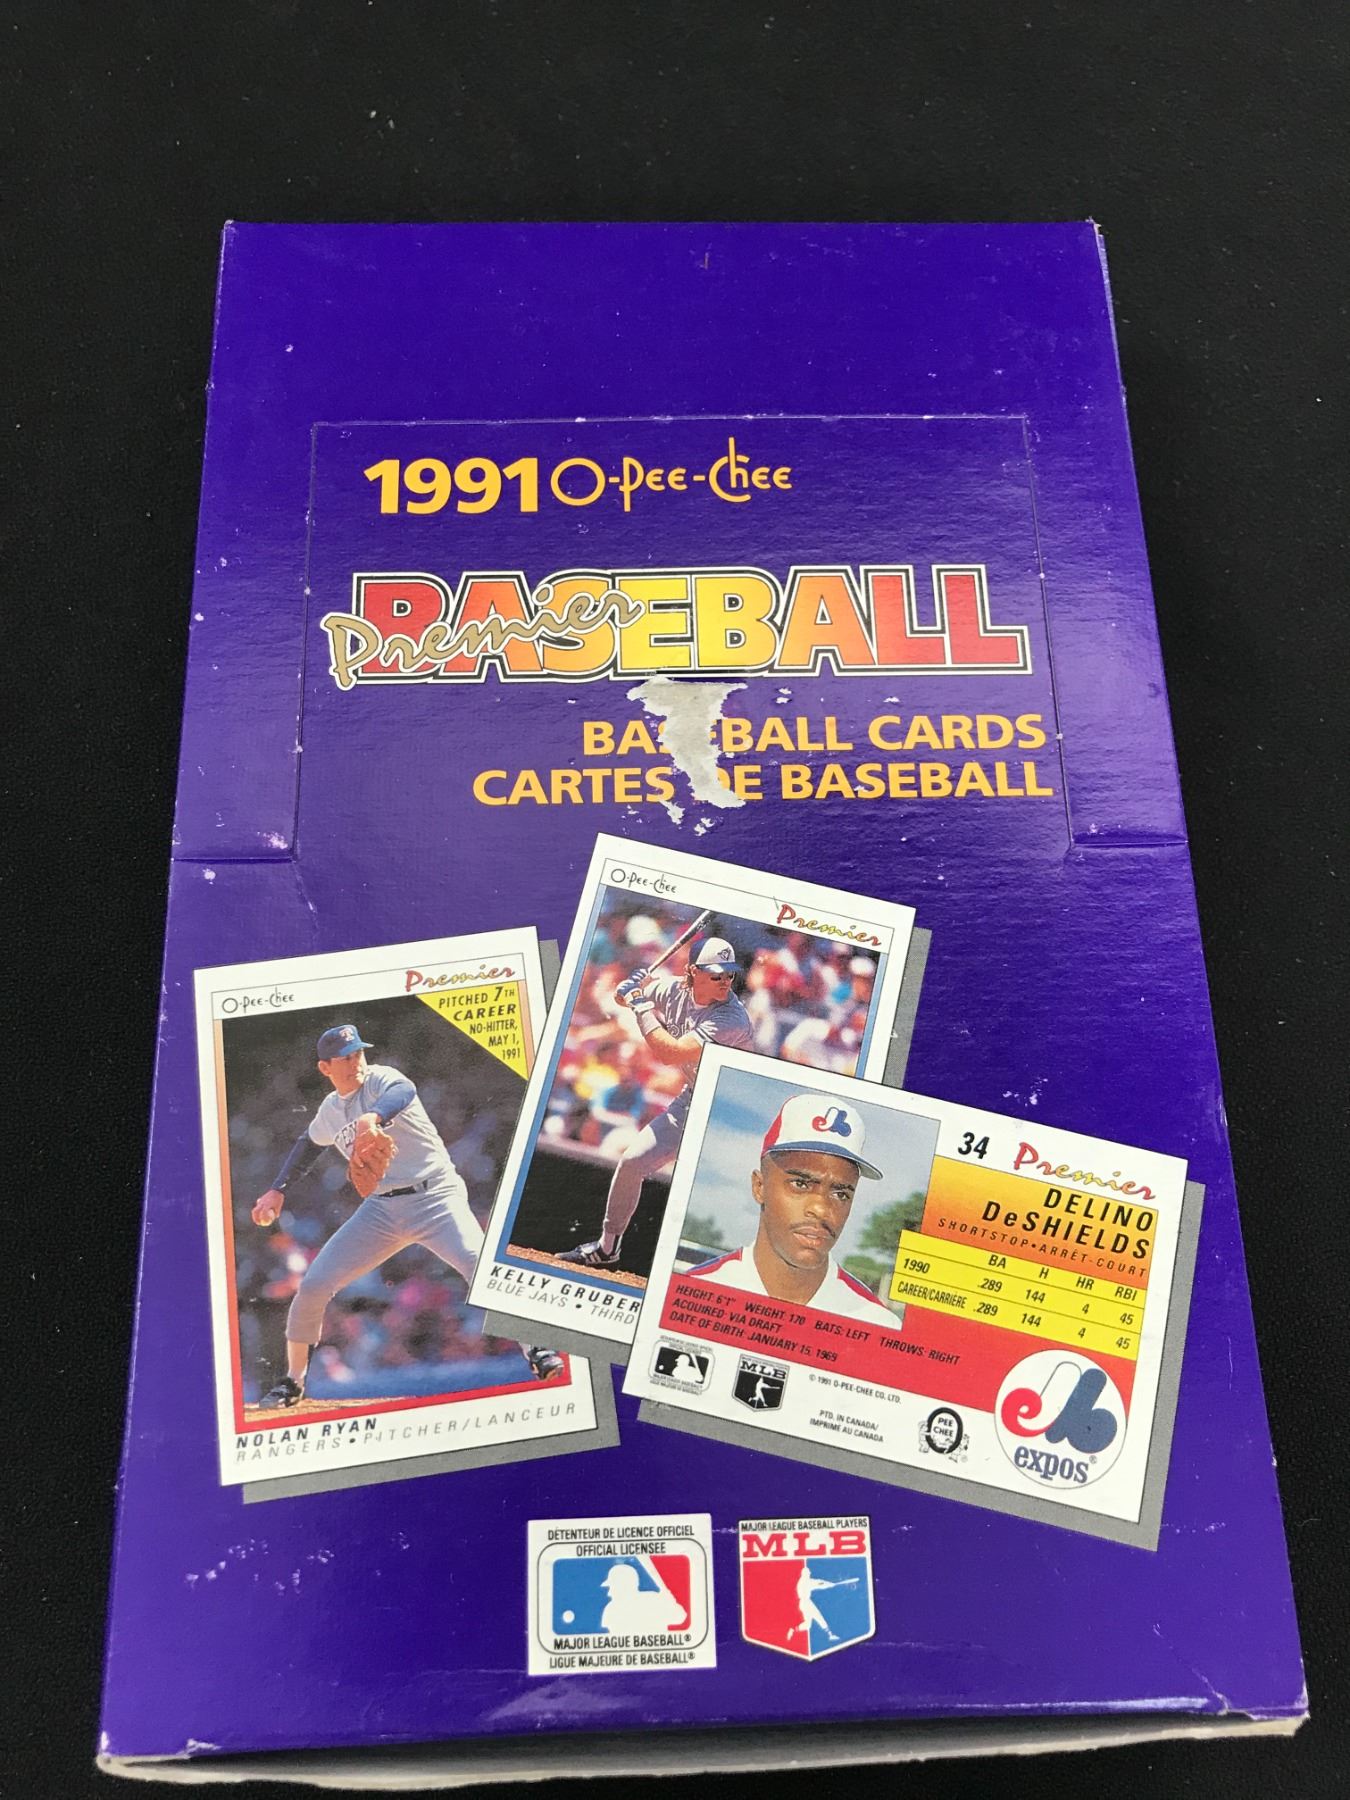 1991 O-Pee-Chee
Premier
BASEBALL
BASEBALL CARDS
CARTES DE BASEBALL
O-Pee-Chee Premier
O-Pee-Chee Premier
PITCHED 7TH
CAREER
NO-HITTER,
MAY 1,
1991
NOLAN RYAN
RANGERS • PITCHER/LANCEUR
KELLY GRUBER
BLUE JAYS • THIRD
34 Premier
DELINO
DeSHIELDS
SHORTSTOP • ARRÊT-COURT
BA H HR RBI
1990 .289 144 4 45
CAREER/CARRIÈRE .289 144 4 45
HEIGHT: 6'1" WEIGHT: 170 BATS: LEFT THROWS: RIGHT
ACQUIRED: VIA DRAFT
DATE OF BIRTH: JANUARY 15, 1969
MLB
© 1991 O-PEE-CHEE CO. LTD.
PTD. IN CANADA/
IMPRIMÉ AU CANADA
PEE
CHEE
expos®
DÉTENTEUR DE LICENCE OFFICIEL
OFFICIAL LICENSEE
MAJOR LEAGUE BASEBALL®
LIGUE MAJEURE DE BASEBALL®
MAJOR LEAGUE BASEBALL PLAYERS
MLB